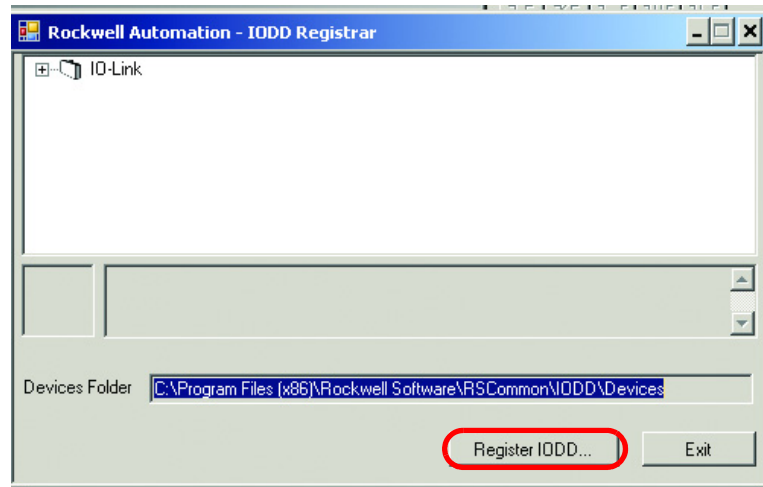 Rockwell Automation - IODD Registrar
IO-Link
Devices Folder C:\Program Files (x86)\Rockwell Software\RSCommon\IODD\Devices
Register IODD... Exit